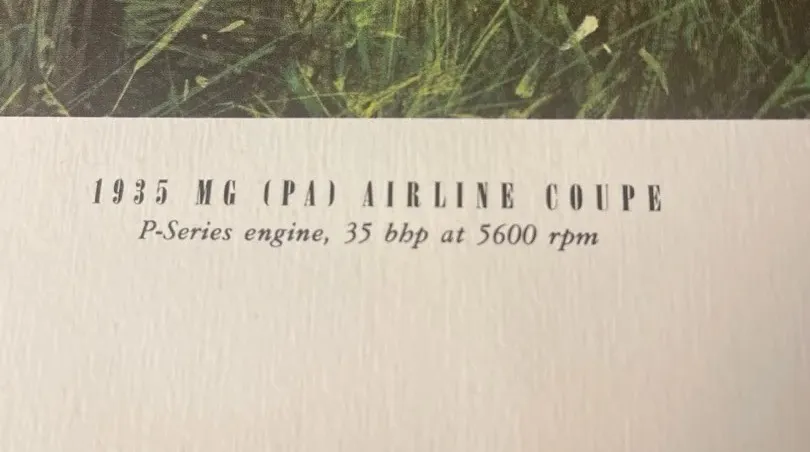 1935 MG (PA) AIRLINE COUPE
P-Series engine, 35 bhp at 5600 rpm